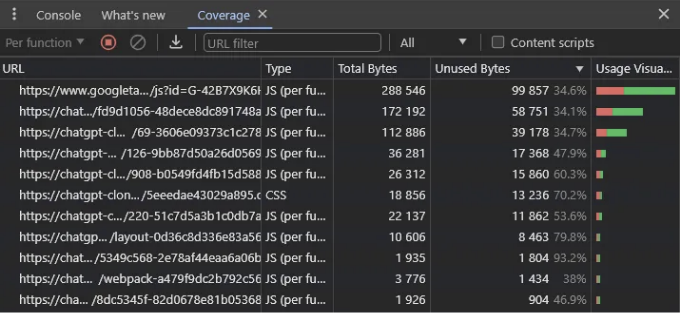 Console What's new Coverage
Per function URL filter All Content scripts
URL Type Total Bytes Unused Bytes Usage Visua...
https://www.googleta.../js?id=G-42B7X9K6H JS (per fu... 288 546 99 857 34.6%
https://chat.../fd9d1056-48dece8dc891748a JS (per fu... 172 192 58 751 34.1%
https://chatgpt-cl... /69-3606e09373c1c278 JS (per fu... 112 886 39 178 34.7%
https://chatgpt- .../126-9bb87d50a26d0569 JS (per fu... 36 281 17 368 47.9%
https://chatgpt-cl.../908-b0549fd4fb15d588 JS (per fu... 26 312 15 860 60.3%
https://chatgpt-clon.../5eeedae43029a895.c CSS 18 856 13 236 70.2%
https://chatgpt-c.../220-51c7d5a3b1c0db7a JS (per fu... 22 137 11 862 53.6%
https://chatgp.../layout-0d36c8d336e83a56 JS (per fu... 10 606 8 463 79.8%
https://chat.../5349c568-2e78af44eaa6a06b JS (per fu... 1 935 1 804 93.2%
https://cha... /webpack-a479f9dc2b792c56 JS (per fu... 3 776 1 434 38%
https://cha.../8dc5345f-82d0678e81b05368 JS (per fu... 1 926 904 46.9%